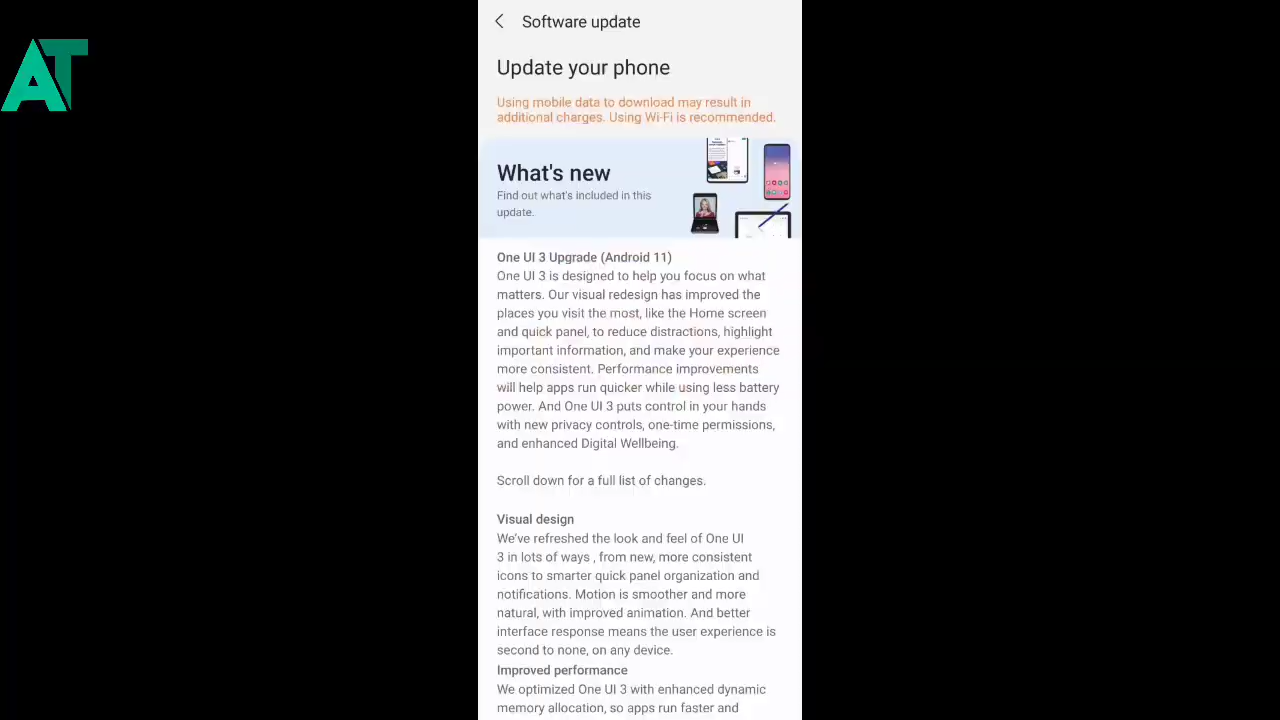 AT
Software update
Update your phone
Using mobile data to download may result in
additional charges. Using Wi-Fi is recommended.
What's new
Find out what's included in this
update.
One UI 3 Upgrade (Android 11)
One UI 3 is designed to help you focus on what
matters. Our visual redesign has improved the
places you visit the most, like the Home screen
and quick panel, to reduce distractions, highlight
important information, and make your experience
more consistent. Performance improvements
will help apps run quicker while using less battery
power. And One UI 3 puts control in your hands
with new privacy controls, one-time permissions,
and enhanced Digital Wellbeing.
Scroll down for a full list of changes.
Visual design
We've refreshed the look and feel of One UI
3 in lots of ways , from new, more consistent
icons to smarter quick panel organization and
notifications. Motion is smoother and more
natural, with improved animation. And better
interface response means the user experience is
second to none, on any device.
Improved performance
We optimized One UI 3 with enhanced dynamic
memory allocation, so apps run faster and